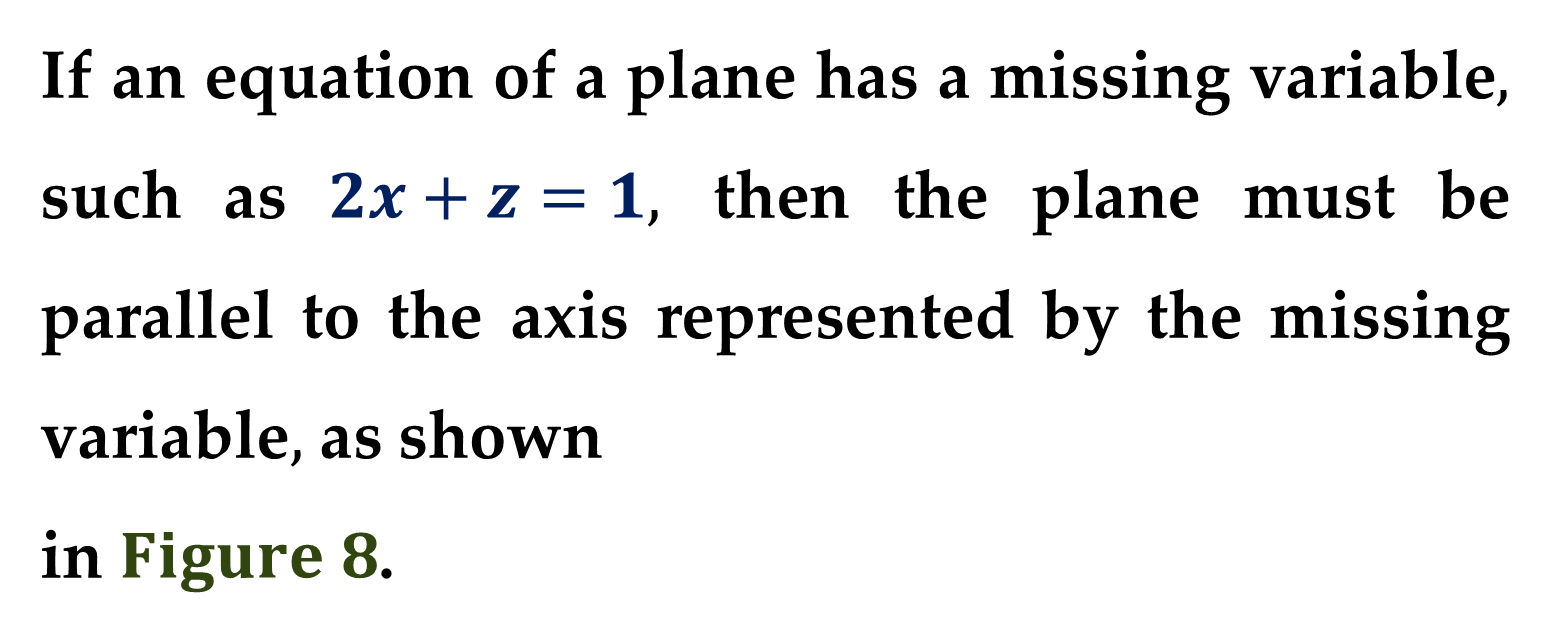 If an equation of a plane has a missing variable,
such as 2x + z = 1, then the plane must be
parallel to the axis represented by the missing
variable, as shown
in Figure 8.